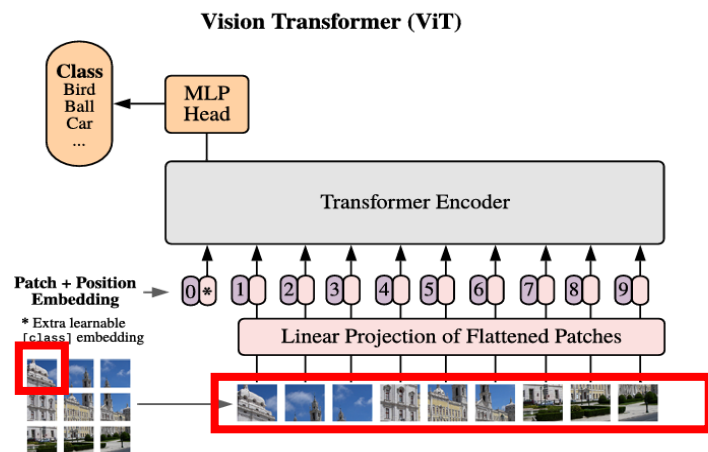 Vision Transformer (ViT)
Class
Bird
Ball
Car
...
MLP
Head
Transformer Encoder
Patch + Position
Embedding
0 * 1 2 3 4 5 6 7 8 9
* Extra learnable
[class] embedding
Linear Projection of Flattened Patches